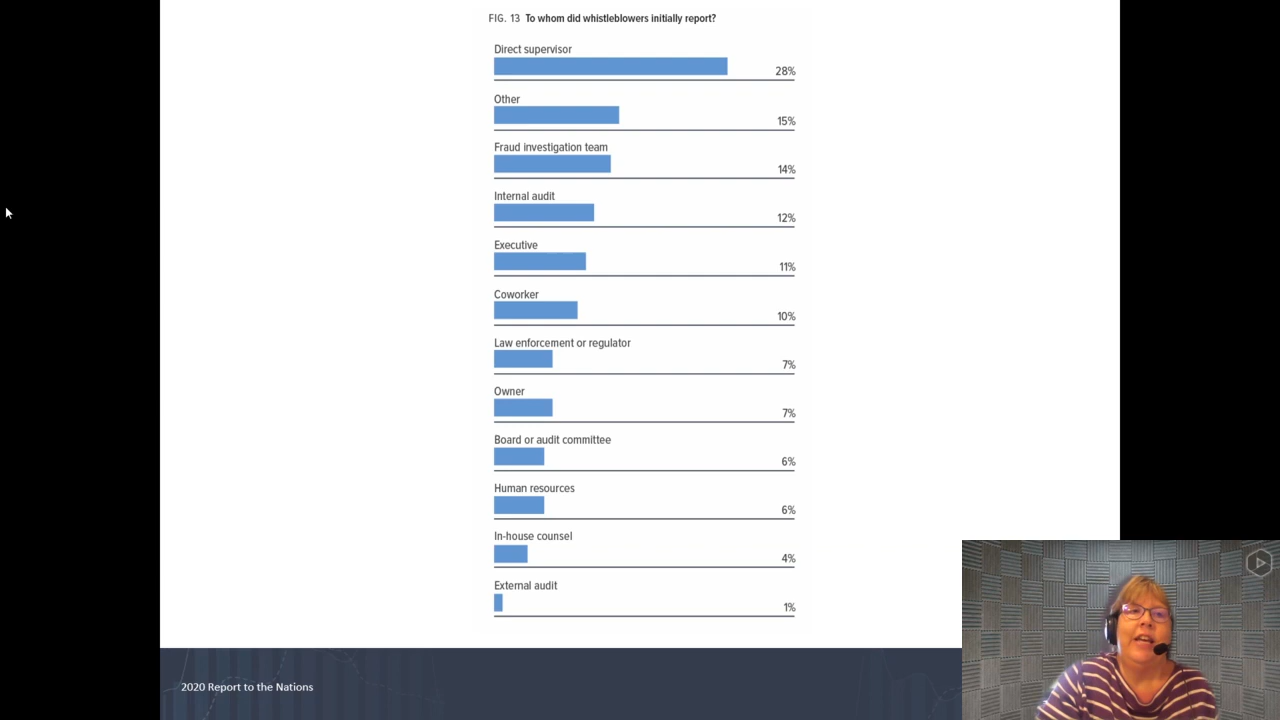 FIG. 13 To whom did whistleblowers initially report?
Direct supervisor
28%
Other
15%
Fraud investigation team
14%
Internal audit
12%
Executive
11%
Coworker
10%
Law enforcement or regulator
7%
Owner
7%
Board or audit committee
6%
Human resources
6%
In-house counsel
4%
External audit
1%
2020 Report to the Nations